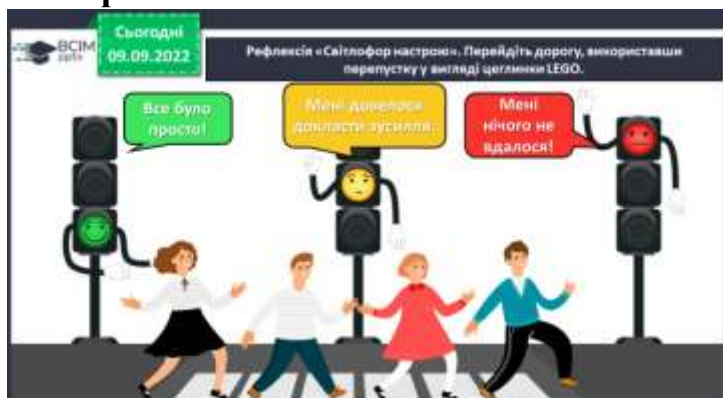 Сьогодні
09.09.2022
ВСІМ
Рефлексія «Світлофор настрою». Перейдіть дорогу, використавши
перепустку у вигляді цеглинки LEGO.
Все було
просто!
Мені довелося
докласти зусилля.
Мені
нічого не
вдалося!